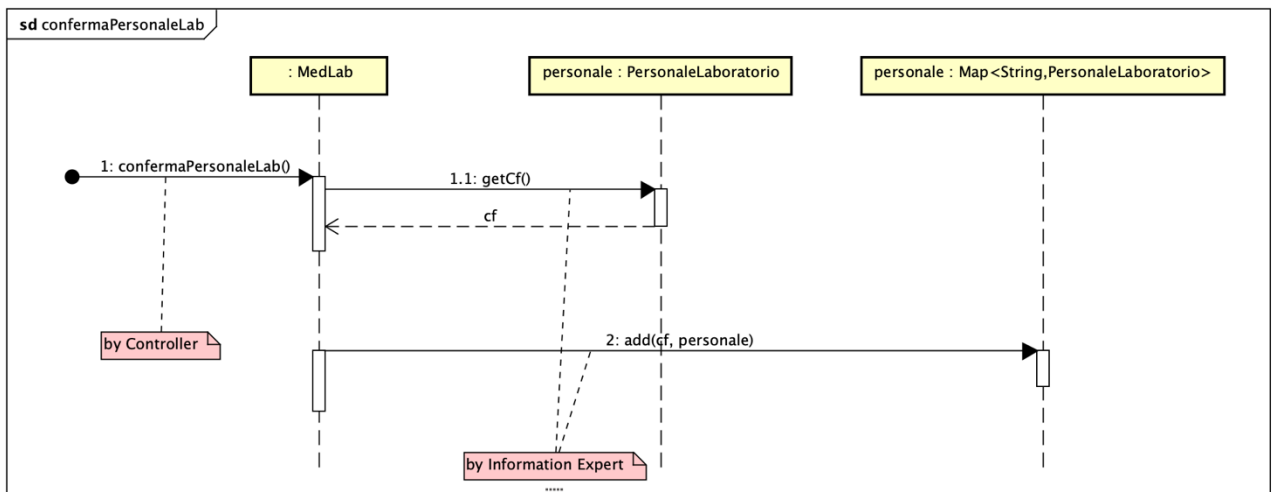 sd confermaPersonaleLab
: MedLab
personale : PersonaleLaboratorio
personale : Map<String,PersonaleLaboratorio>
1: confermaPersonaleLab()
1.1: getCf()
cf
by Controller
2: add(cf, personale)
by Information Expert
.....